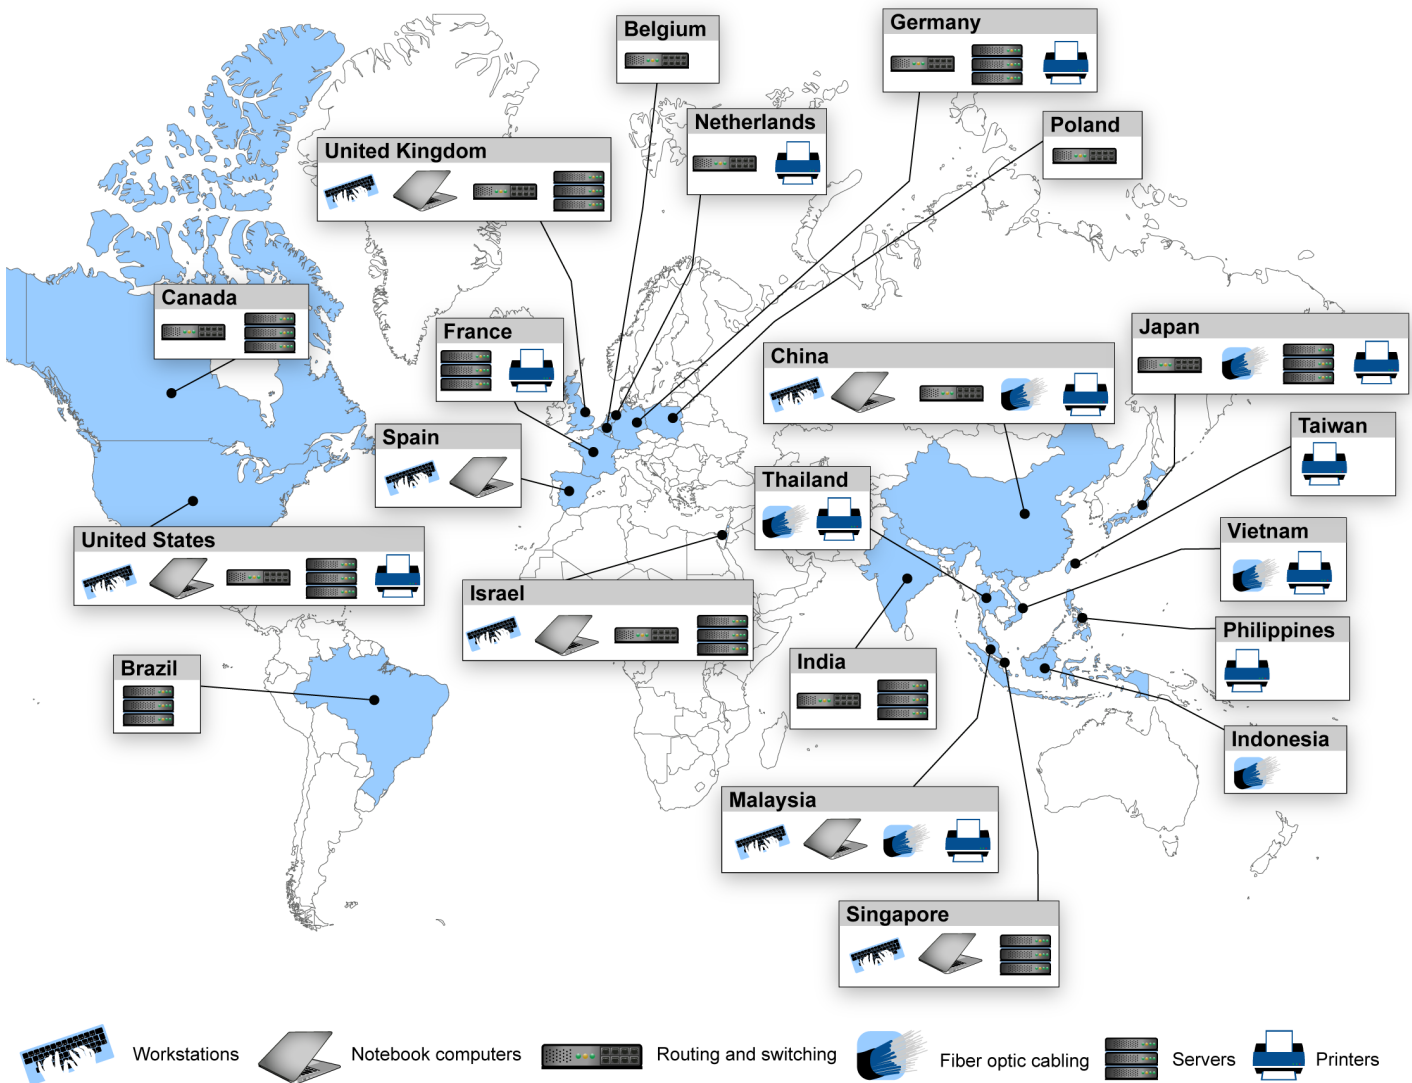 Belgium
Germany
Netherlands
Poland
United Kingdom
Canada
France
China
Japan
Spain
Taiwan
Thailand
United States
Vietnam
Israel
Philippines
Brazil
India
Indonesia
Malaysia
Singapore
Workstations
Notebook computers
Routing and switching
Fiber optic cabling
Servers
Printers